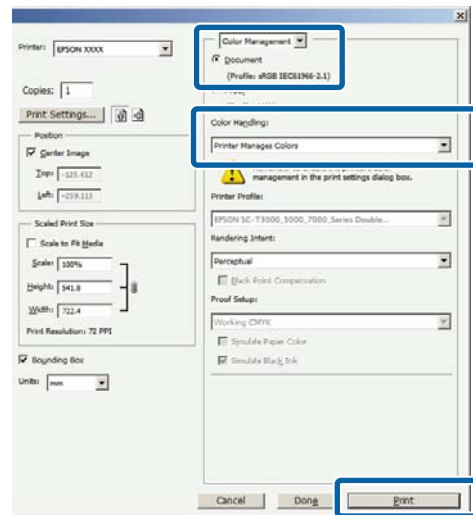 Printer: EPSON XXXX
Copies: 1
Print Settings...
Position
Center Image
Top: -125.412
Left: -259.113
Scaled Print Size
Scale to Fit Media
Scale: 100%
Height: 541.8
Width: 722.4
Print Resolution: 72 PPI
Bounding Box
Units: mm
Color Management
Document
(Profile: sRGB IEC61966-2.1)
Color Handling:
Printer Manages Colors
management in the print settings dialog box.
Printer Profile:
EPSON SC-T3000_5000_7000_Series Double...
Rendering Intent:
Perceptual
Black Point Compensation
Proof Setup:
Working CMYK
Simulate Paper Color
Simulate Black Ink
Cancel
Done
Print